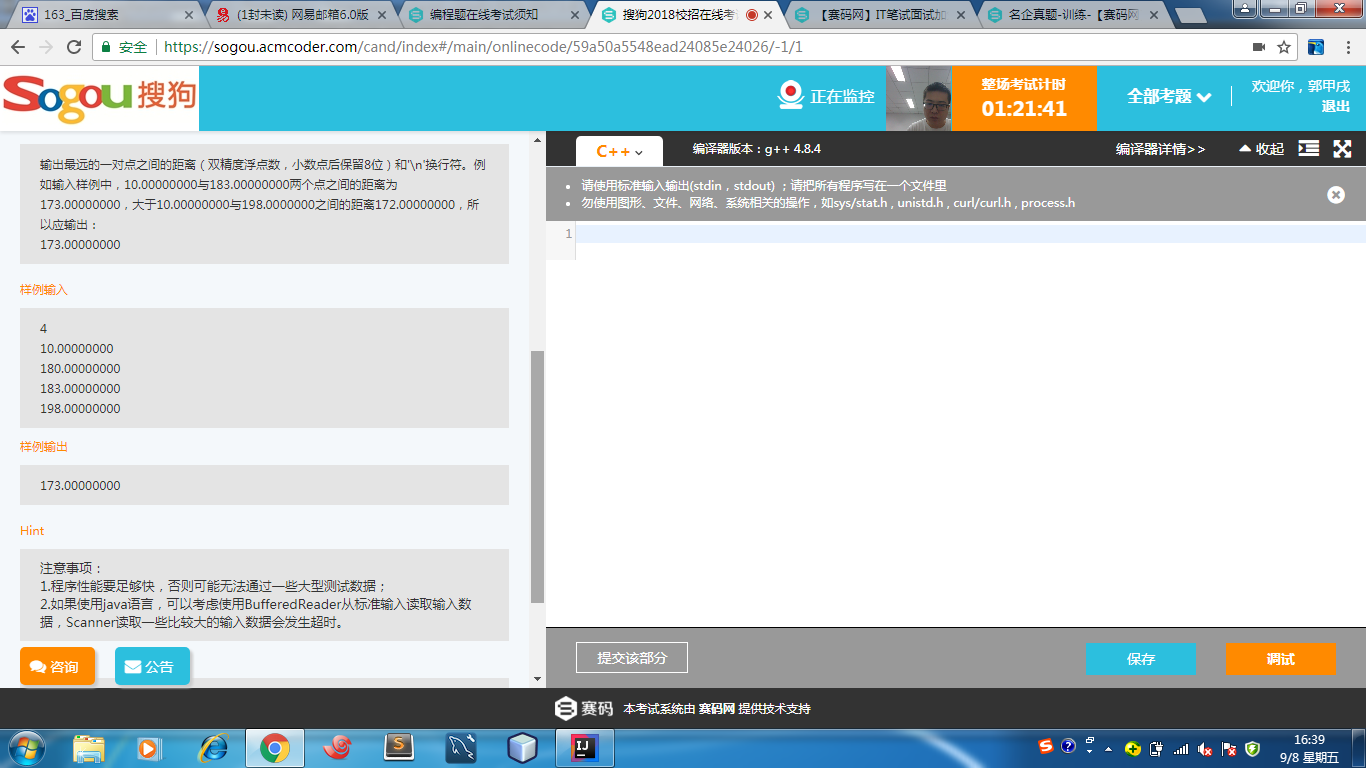 163_百度搜索
(1封未读) 网易邮箱6.0版
编程题在线考试须知
搜狗2018校招在线考
【赛码网】IT笔试面试加
名企真题-训练-【赛码网
安全
https://sogou.acmcoder.com/cand/index#/main/onlinecode/59a50a5548ead24085e24026/-1/1
Sogou搜狗
正在监控
整场考试计时
01:21:41
全部考题
欢迎你，郭甲戌
退出
输出最远的一对点之间的距离（双精度浮点数，小数点后保留8位）和'\n'换行符。例
如输入样例中，10.00000000与183.00000000两个点之间的距离为
173.00000000，大于10.00000000与198.0000000之间的距离172.00000000，所
以应输出：
173.00000000
样例输入
4
10.00000000
180.00000000
183.00000000
198.00000000
样例输出
173.00000000
Hint
注意事项：
1.程序性能要足够快，否则可能无法通过一些大型测试数据；
2.如果使用java语言，可以考虑使用BufferedReader从标准输入读取输入数
据，Scanner读取一些比较大的输入数据会发生超时。
咨询
公告
C++
编译器版本：g++ 4.8.4
编译器详情>>
收起
请使用标准输入输出(stdin，stdout) ；请把所有程序写在一个文件里
勿使用图形、文件、网络、系统相关的操作，如sys/stat.h , unistd.h , curl/curl.h , process.h
1
提交该部分
保存
调试
赛码
本考试系统由 赛码网 提供技术支持
16:39
9/8 星期五